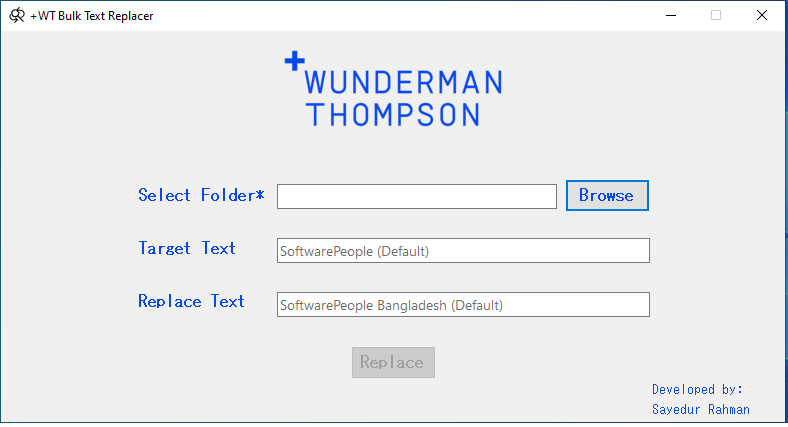 +WT Bulk Text Replacer
WUNDERMAN
THOMPSON
Select Folder* Browse
Target Text SoftwarePeople (Default)
Replace Text SoftwarePeople Bangladesh (Default)
Replace
Developed by:
Sayedur Rahman